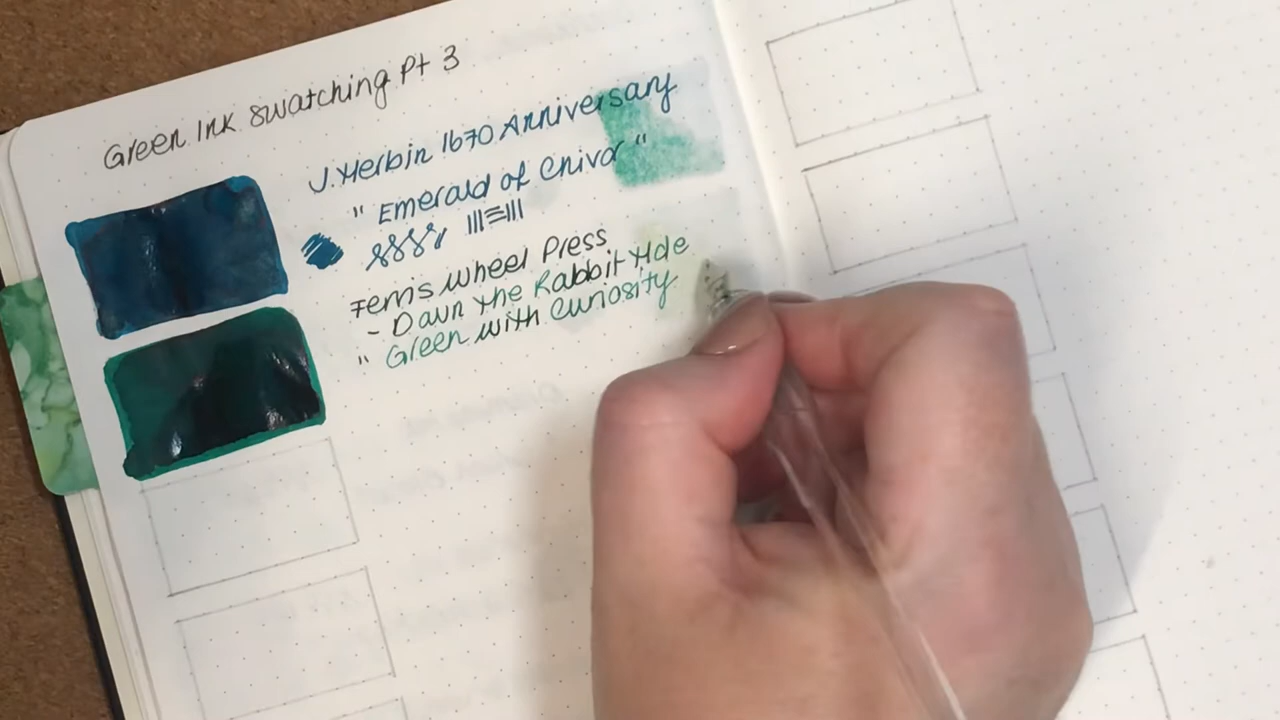 Green Ink Swatching Pt 3
J. Herbin 1670 Anniversary
" Emerald of Chivor "
Ferris Wheel Press
- Down the Rabbit Hole
" Green with Curiosity